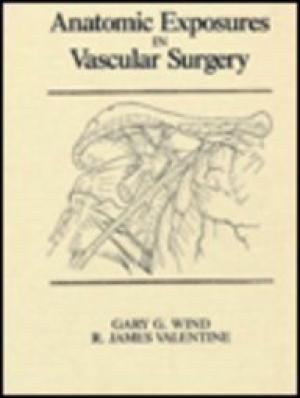 Anatomic Exposures
IN
Vascular Surgery
GARY G. WIND
R. JAMES VALENTINE